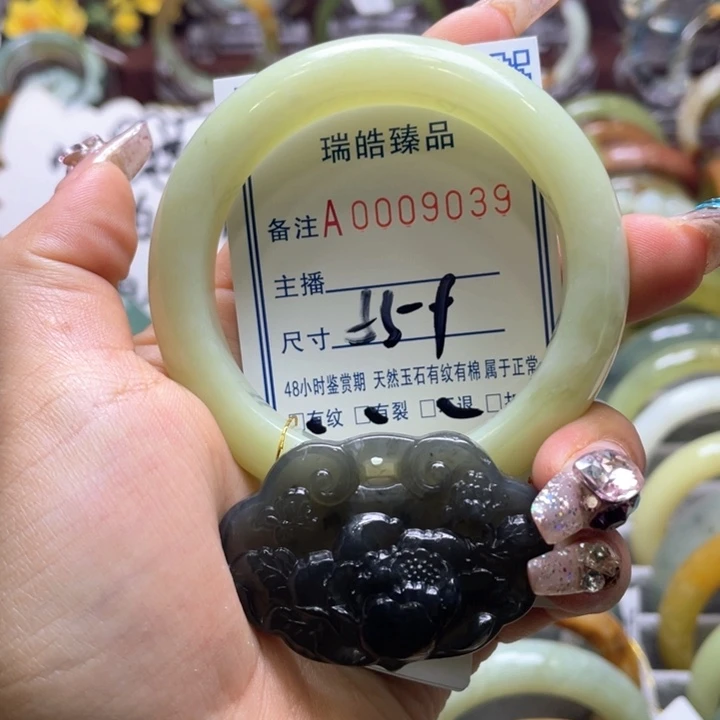 瑞皓臻品
备注A0009039
主播
尺寸
48小时鉴赏期 天然玉石有纹有棉 属于正常
有纹 □有裂 □不退